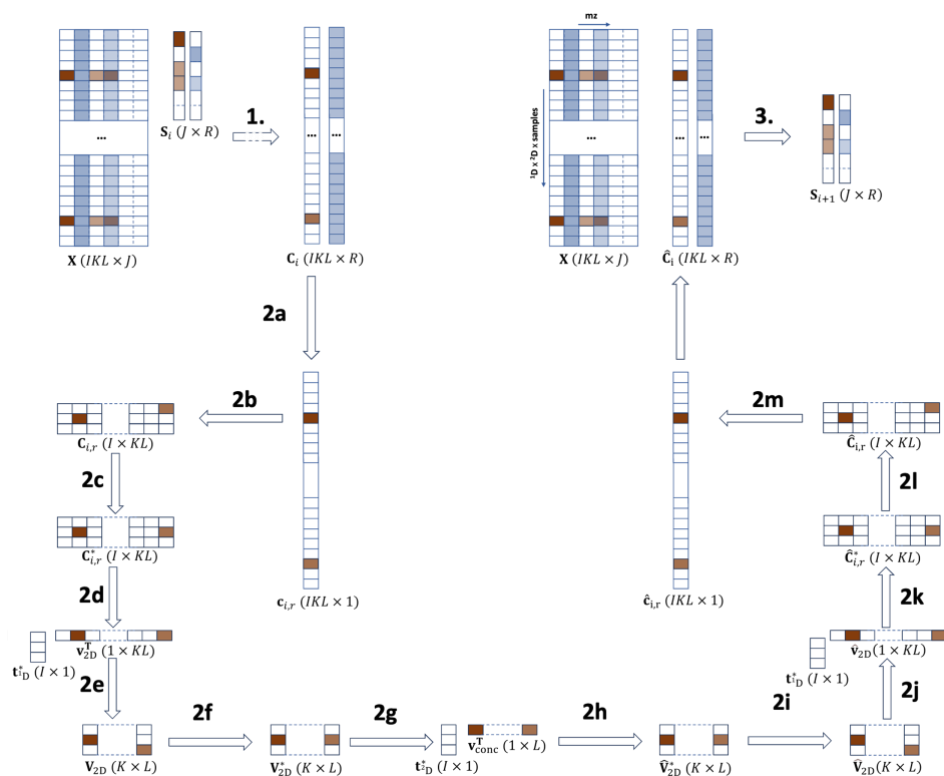 mz
1.
3.
...
...
...
...
...
...
¹D x ²D x samples
S_i (J × R)
S_{i+1} (J × R)
X (IKL × J)
C_i (IKL × R)
X (IKL × J)
Ĉ_i (IKL × R)
2a
2b
2m
C_{i,r} (I × KL)
Ĉ_{i,r} (I × KL)
2c
2l
C*_{i,r} (I × KL)
Ĉ*_{i,r} (I × KL)
2d
2k
c_{i,r} (IKL × 1)
ĉ_{i,r} (IKL × 1)
v^T_{2D} (1 × KL)
v̂_{2D} (1 × KL)
(I × 1)
(I × 1)
2e
2j
2f
2g
2h
2i
v^T_{conc} (1 × L)
V_{2D} (K × L)
V*_{2D} (K × L)
(I × 1)
V̂*_{2D} (K × L)
V̂_{2D} (K × L)